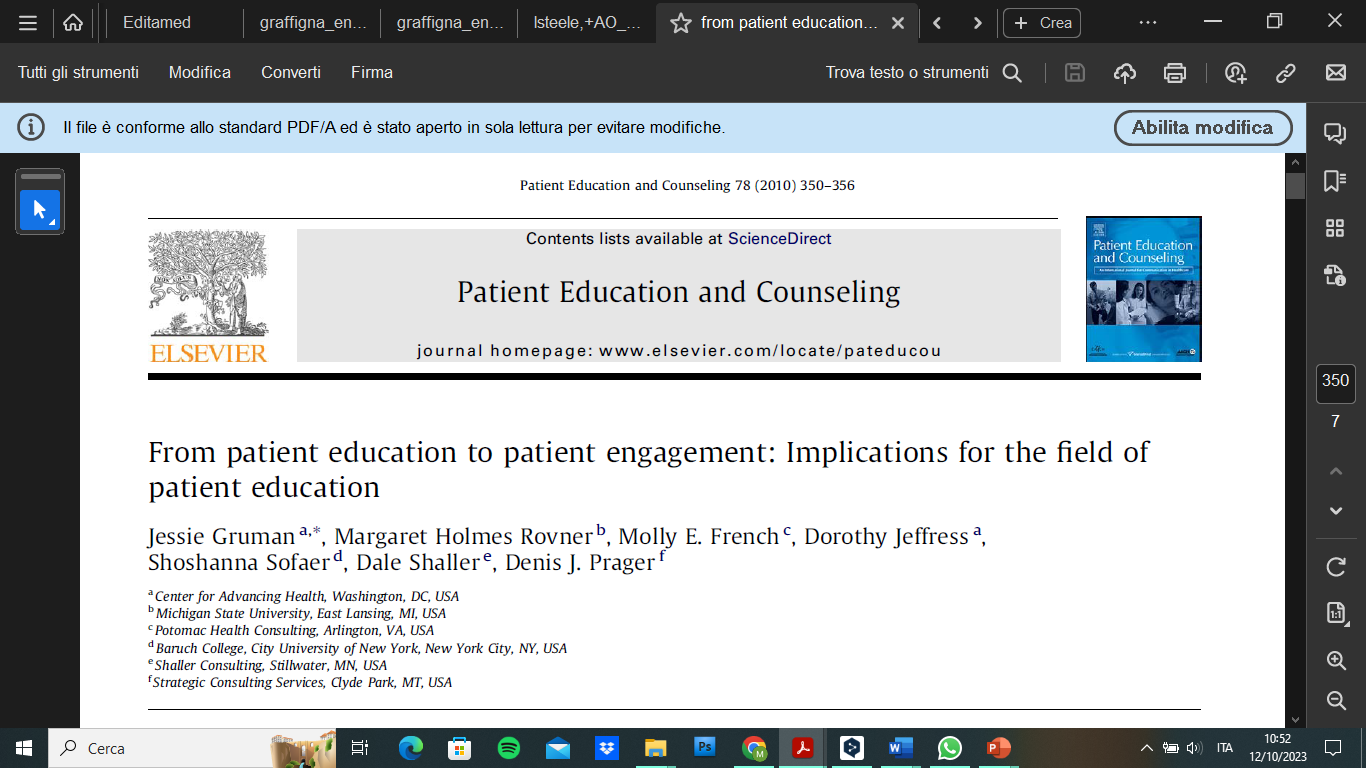 Editamed
graffigna_en...
graffigna_en...
Isteele,+AO_...
from patient education...
Crea
Tutti gli strumenti
Modifica
Converti
Firma
Trova testo o strumenti
Il file è conforme allo standard PDF/A ed è stato aperto in sola lettura per evitare modifiche.
Abilita modifica
Patient Education and Counseling 78 (2010) 350–356
Contents lists available at ScienceDirect
Patient Education and Counseling
journal homepage: www.elsevier.com/locate/pateducou
ELSEVIER
Patient Education
and Counseling
From patient education to patient engagement: Implications for the field of
patient education
Jessie Gruman a,*, Margaret Holmes Rovner b, Molly E. French c, Dorothy Jeffress a,
Shoshanna Sofaer d, Dale Shaller e, Denis J. Prager f
a Center for Advancing Health, Washington, DC, USA
b Michigan State University, East Lansing, MI, USA
c Potomac Health Consulting, Arlington, VA, USA
d Baruch College, City University of New York, New York City, NY, USA
e Shaller Consulting, Stillwater, MN, USA
f Strategic Consulting Services, Clyde Park, MT, USA
350
7
1:1
Cerca
Ps
M
W
P
ITA
10:52
12/10/2023